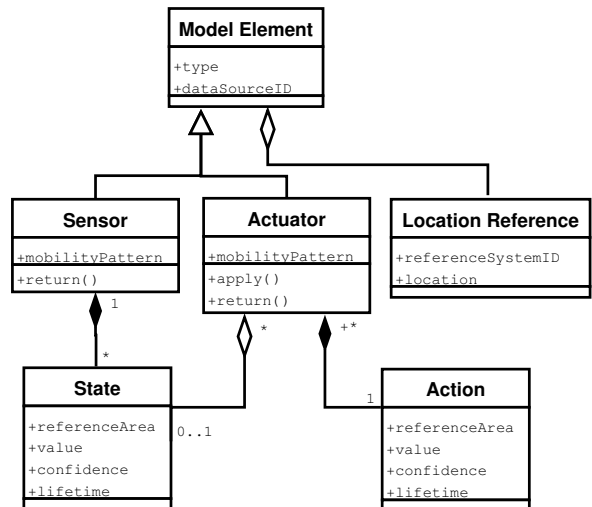 Model Element
+type
+dataSourceID
Sensor
+mobilityPattern
+return()
Actuator
+mobilityPattern
+apply()
+return()
Location Reference
+referenceSystemID
+location
1
*
*
+*
0..1
1
State
+referenceArea
+value
+confidence
+lifetime
Action
+referenceArea
+value
+confidence
+lifetime